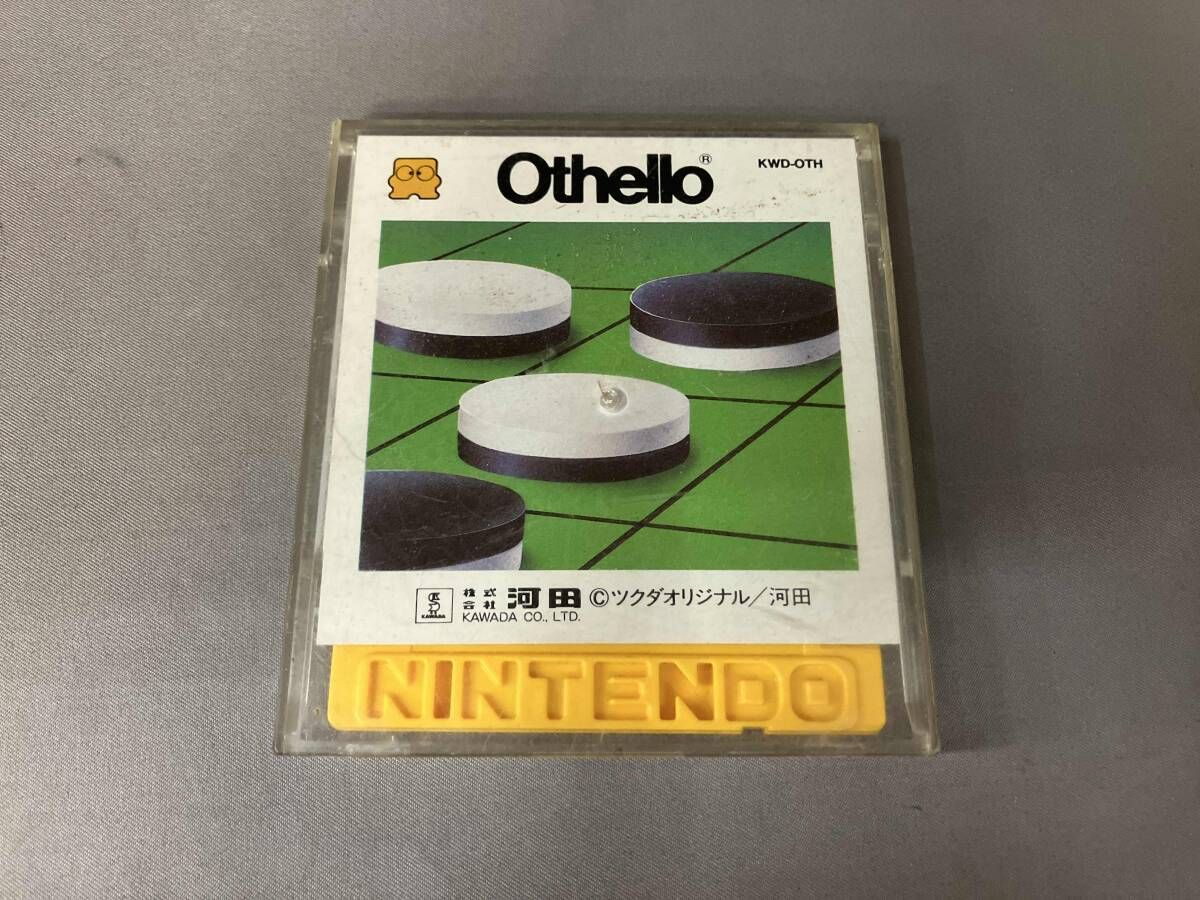 Othello®
KWD-OTH
KAWADA
株式会社 河田 ©ツクダオリジナル/河田
KAWADA CO., LTD.
NINTENDO